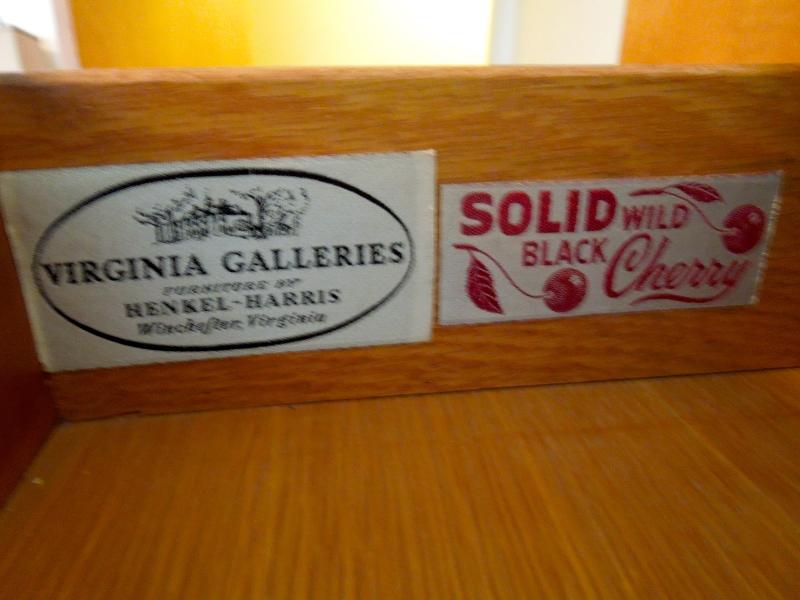 VIRGINIA GALLERIES
FURNITURE BY
HENKEL-HARRIS
Winchester, Virginia
SOLID WILD
BLACK Cherry